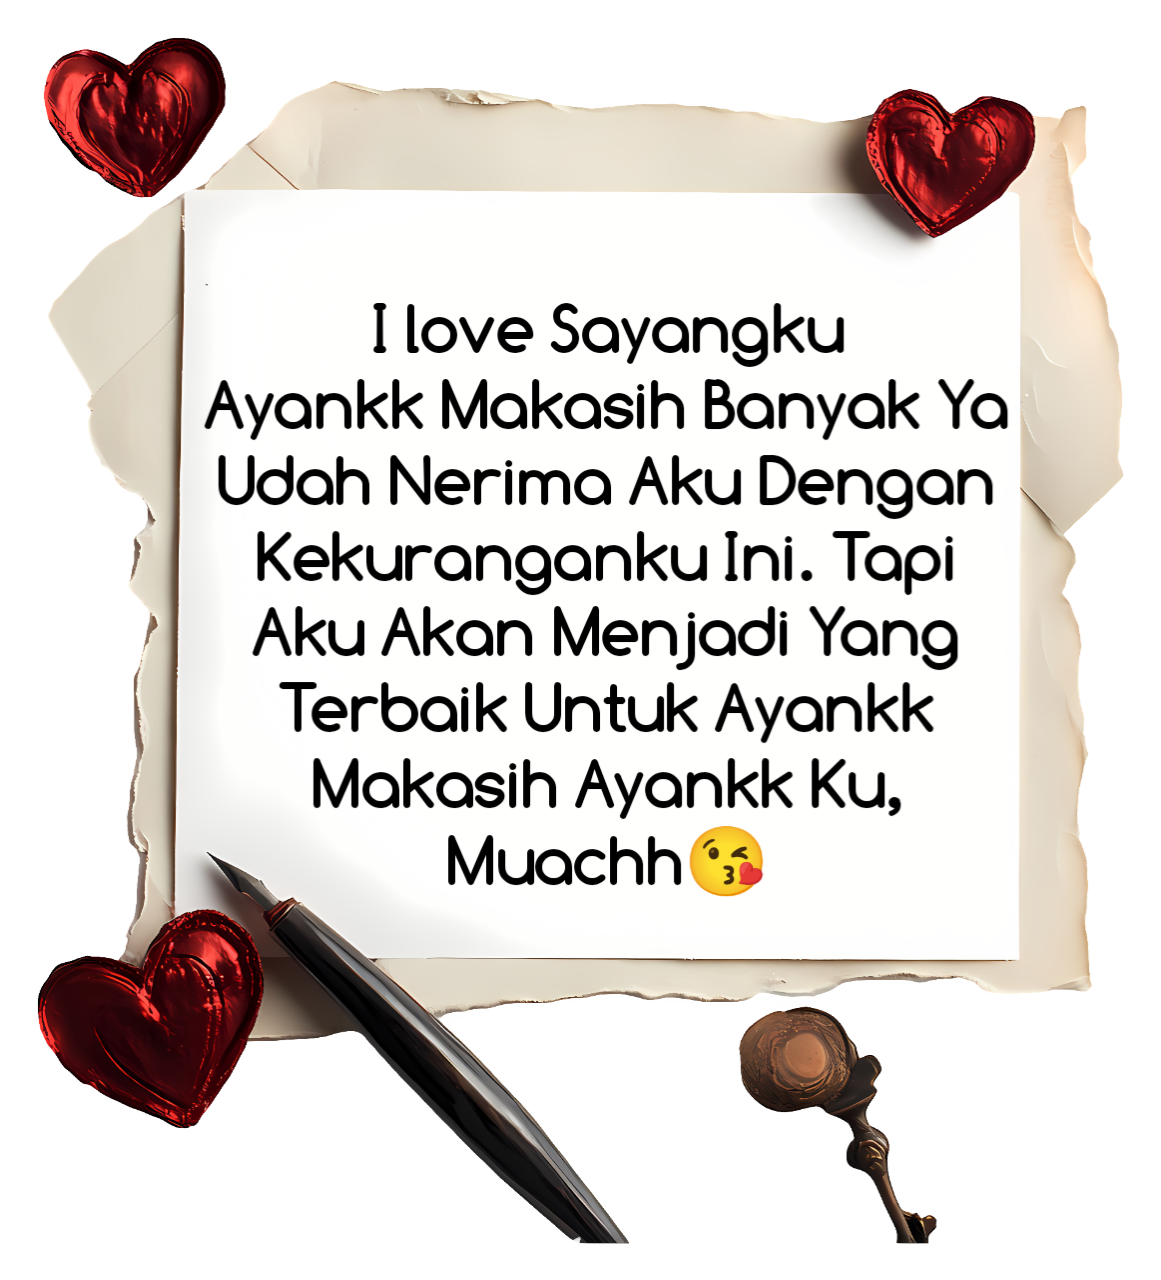 I love Sayangku
Ayankk Makasih Banyak Ya
Udah Nerima Aku Dengan
Kekuranganku Ini. Tapi
Aku Akan Menjadi Yang
Terbaik Untuk Ayankk
Makasih Ayankk Ku,
Muachh😘